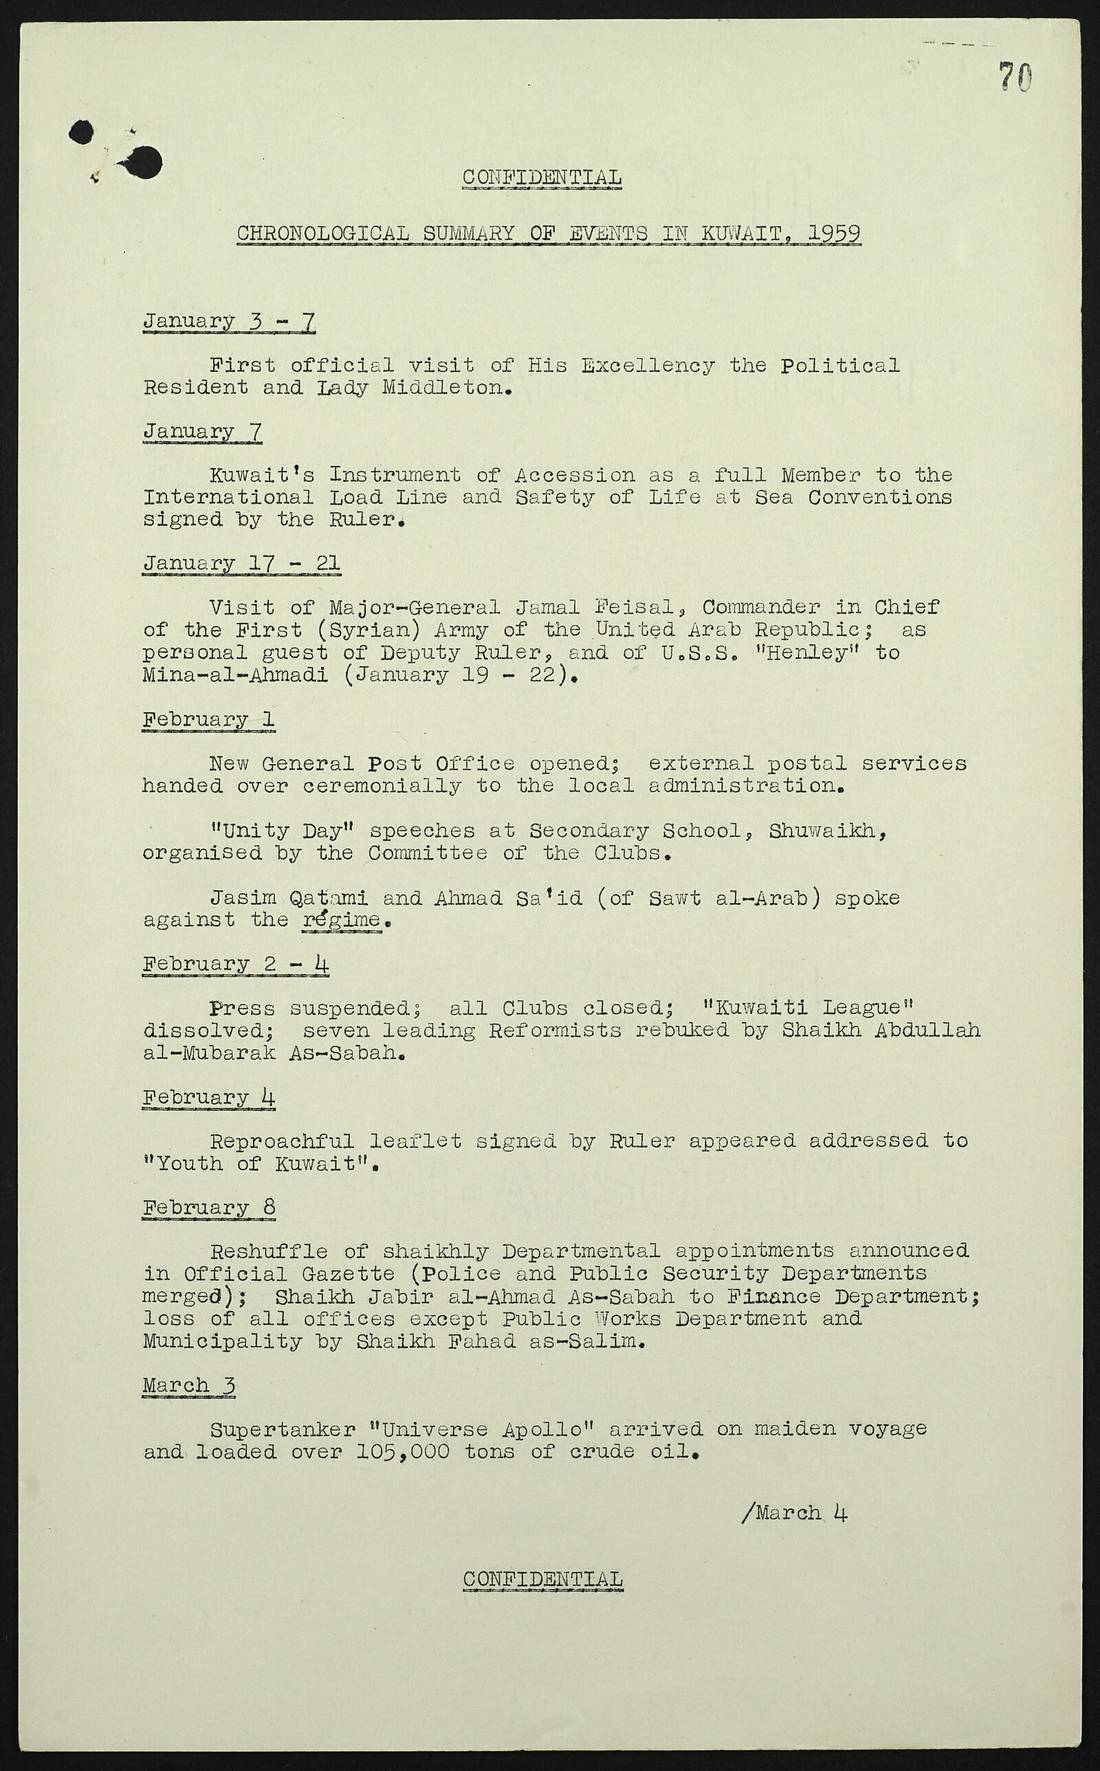 70
CONFIDENTIAL
CHRONOLOGICAL SUMMARY OF EVENTS IN KUWAIT, 1959
January 3 - 7
First official visit of His Excellency the Political
Resident and Lady Middleton.
January 7
Kuwait's Instrument of Accession as a full Member to the
International Load Line and Safety of Life at Sea Conventions
signed by the Ruler.
January 17 - 21
Visit of Major-General Jamal Feisal, Commander in Chief
of the First (Syrian) Army of the United Arab Republic; as
personal guest of Deputy Ruler, and of U.S.S. "Henley" to
Mina-al-Ahmadi (January 19 - 22).
February 1
New General Post Office opened; external postal services
handed over ceremonially to the local administration.
"Unity Day" speeches at Secondary School, Shuwaikh,
organised by the Committee of the Clubs.
Jasim Qatami and Ahmad Sa'id (of Sawt al-Arab) spoke
against the régime.
February 2 - 4
Press suspended; all Clubs closed; "Kuwaiti League"
dissolved; seven leading Reformists rebuked by Shaikh Abdullah
al-Mubarak As-Sabah.
February 4
Reproachful leaflet signed by Ruler appeared addressed to
"Youth of Kuwait".
February 8
Reshuffle of shaikhly Departmental appointments announced
in Official Gazette (Police and Public Security Departments
merged); Shaikh Jabir al-Ahmad As-Sabah to Finance Department;
loss of all offices except Public Works Department and
Municipality by Shaikh Fahad as-Salim.
March 3
Supertanker "Universe Apollo" arrived on maiden voyage
and loaded over 105,000 tons of crude oil.
/March 4
CONFIDENTIAL